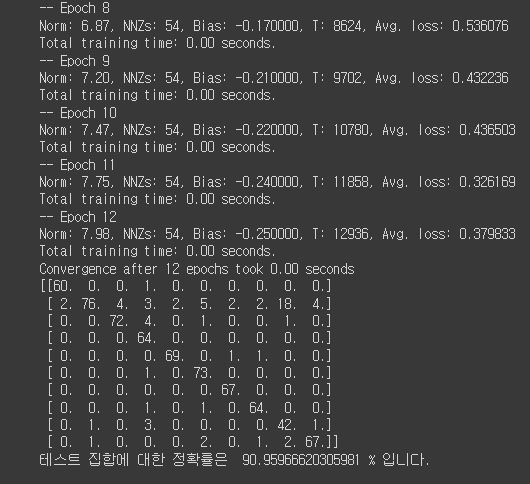 -- Epoch 8
Norm: 6.87, NNZs: 54, Bias: -0.170000, T: 8624, Avg. loss: 0.536076
Total training time: 0.00 seconds.
-- Epoch 9
Norm: 7.20, NNZs: 54, Bias: -0.210000, T: 9702, Avg. loss: 0.432236
Total training time: 0.00 seconds.
-- Epoch 10
Norm: 7.47, NNZs: 54, Bias: -0.220000, T: 10780, Avg. loss: 0.436503
Total training time: 0.00 seconds.
-- Epoch 11
Norm: 7.75, NNZs: 54, Bias: -0.240000, T: 11858, Avg. loss: 0.326169
Total training time: 0.00 seconds.
-- Epoch 12
Norm: 7.98, NNZs: 54, Bias: -0.250000, T: 12936, Avg. loss: 0.379833
Total training time: 0.00 seconds.
Convergence after 12 epochs took 0.00 seconds
[[60. 0. 0. 1. 0. 0. 0. 0. 0. 0.]
[ 2. 76. 4. 3. 2. 5. 2. 2. 18. 4.]
[ 0. 0. 72. 4. 0. 1. 0. 0. 1. 0.]
[ 0. 0. 0. 64. 0. 0. 0. 0. 0. 0.]
[ 0. 0. 0. 0. 69. 0. 1. 1. 0. 0.]
[ 0. 0. 0. 1. 0. 73. 0. 0. 0. 0.]
[ 0. 0. 0. 0. 0. 0. 67. 0. 0. 0.]
[ 0. 0. 0. 1. 0. 1. 0. 64. 0. 0.]
[ 0. 1. 0. 3. 0. 0. 0. 0. 42. 1.]
[ 0. 1. 0. 0. 0. 2. 0. 1. 2. 67.]]
테스트 집합에 대한 정확률은 90.95966620305981 % 입니다.